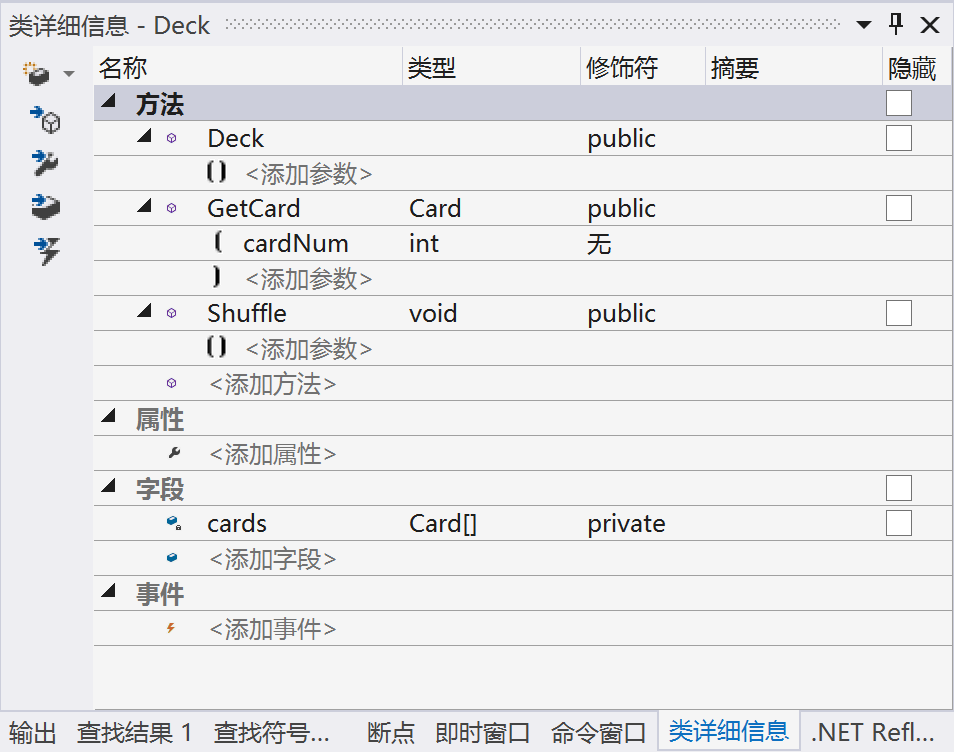 类详细信息 - Deck
名称 类型 修饰符 摘要 隐藏
方法
Deck public
() <添加参数>
GetCard Card public
( cardNum int 无
) <添加参数>
Shuffle void public
() <添加参数>
<添加方法>
属性
<添加属性>
字段
cards Card[] private
<添加字段>
事件
<添加事件>
输出 查找结果 1 查找符号... 断点 即时窗口 命令窗口 类详细信息 .NET Refl...